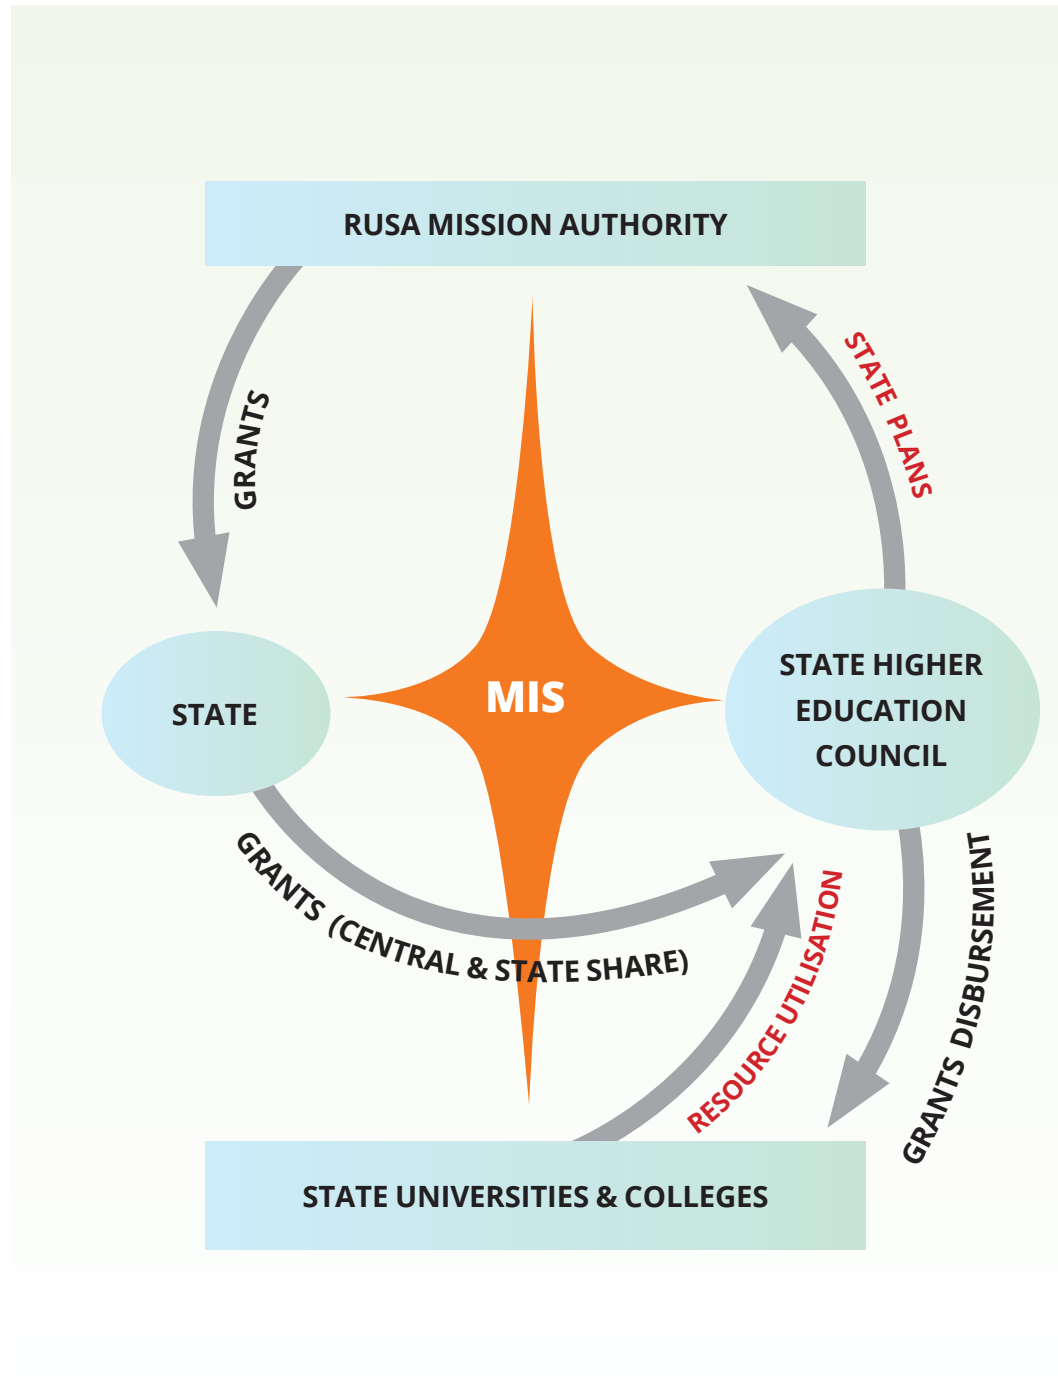 RUSA MISSION AUTHORITY
GRANTS
STATE PLANS
STATE
MIS
STATE HIGHER
EDUCATION
COUNCIL
GRANTS (CENTRAL & STATE SHARE)
RESOURCE UTILISATION
GRANTS DISBURSEMENT
STATE UNIVERSITIES & COLLEGES